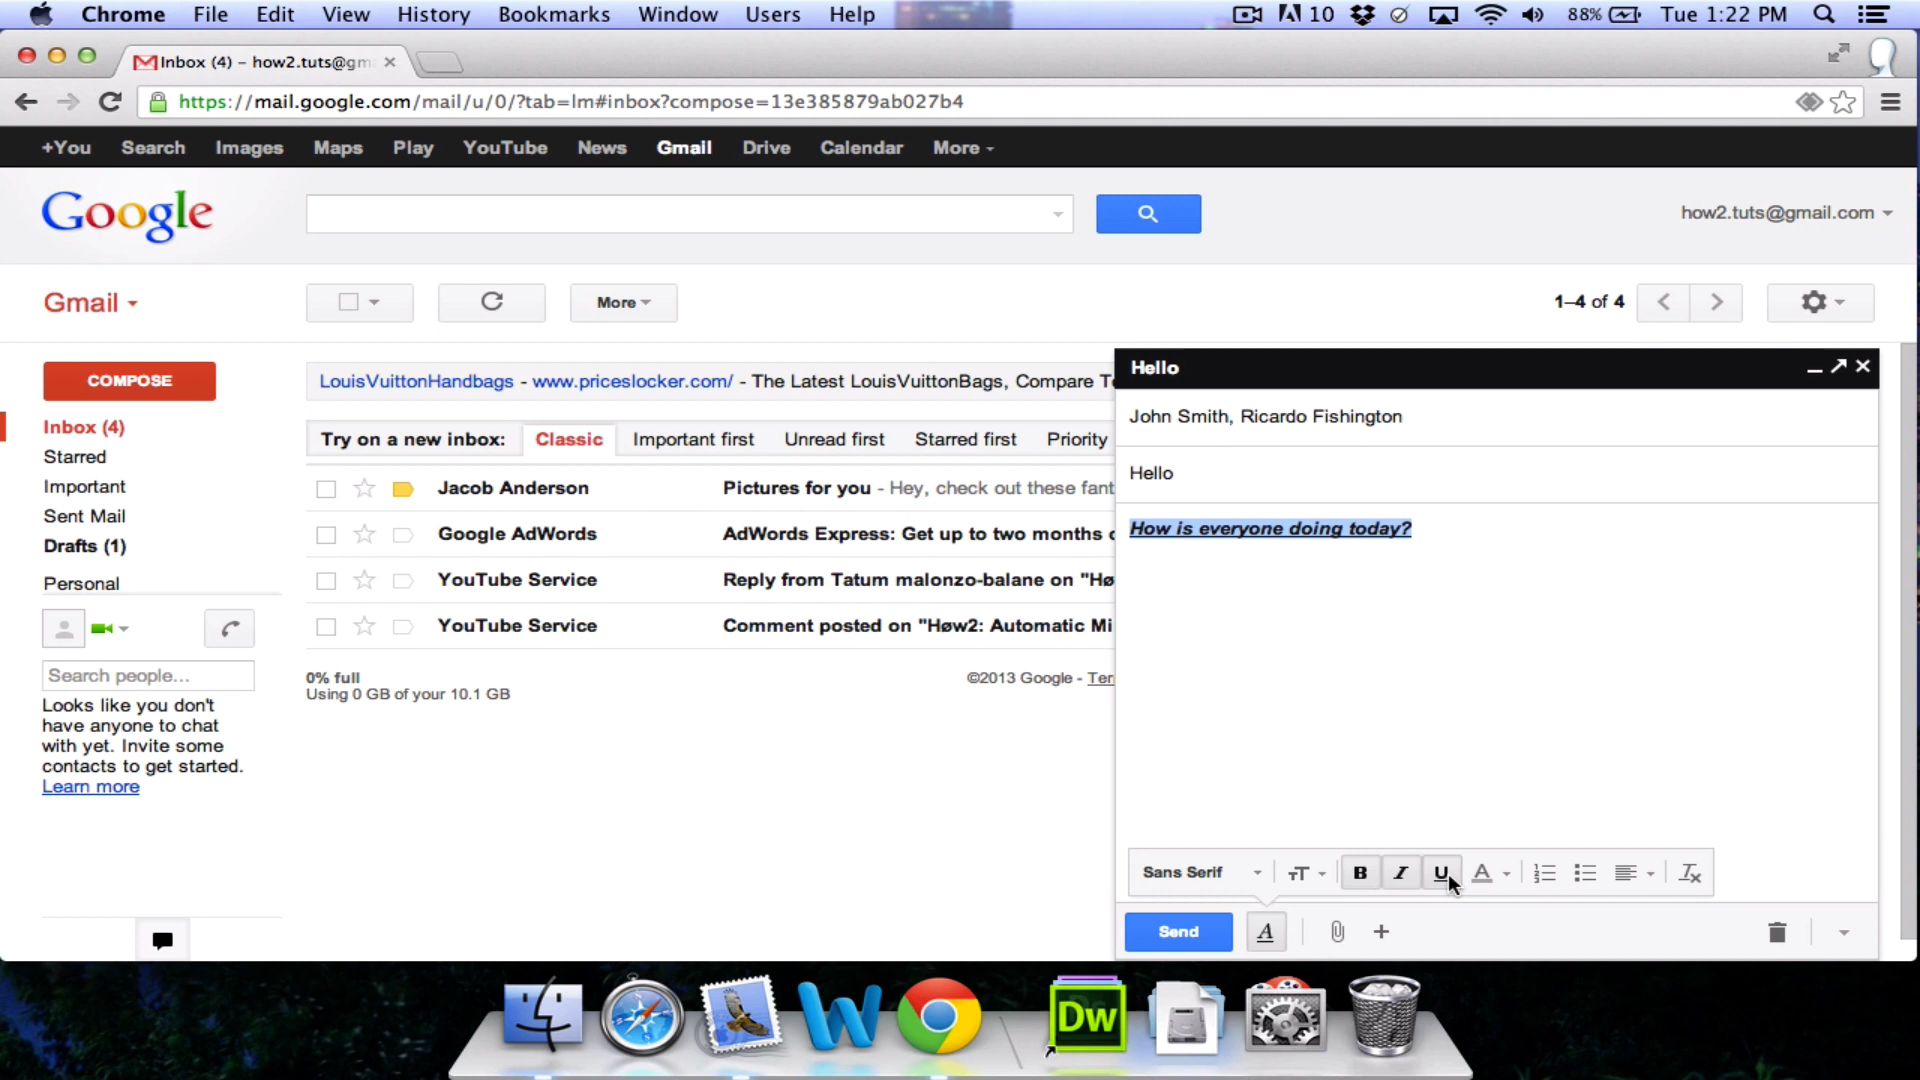 Chrome File Edit View History Bookmarks Window Users Help 10 88% Tue 1:22 PM
Inbox (4) – how2.tuts@gm
https://mail.google.com/mail/u/0/?tab=lm#inbox?compose=13e385879ab027b4
+You Search Images Maps Play YouTube News Gmail Drive Calendar More
Google how2.tuts@gmail.com
Gmail More 1–4 of 4
COMPOSE
Inbox (4)
Starred
Important
Sent Mail
Drafts (1)
Personal
Search people...
Looks like you don't
have anyone to chat
with yet. Invite some
contacts to get started.
Learn more
LouisVuittonHandbags - www.priceslocker.com/ - The Latest LouisVuittonBags, Compare
Try on a new inbox: Classic Important first Unread first Starred first Priority
Jacob Anderson Pictures for you - Hey, check out these fant
Google AdWords AdWords Express: Get up to two months
YouTube Service Reply from Tatum malonzo-balane on "Hø
YouTube Service Comment posted on "Høw2: Automatic Mi
0% full
Using 0 GB of your 10.1 GB
©2013 Google - Ter
Hello
John Smith, Ricardo Fishington
Hello
How is everyone doing today?
Sans Serif TT B I U A Tx
Send A
W Dw